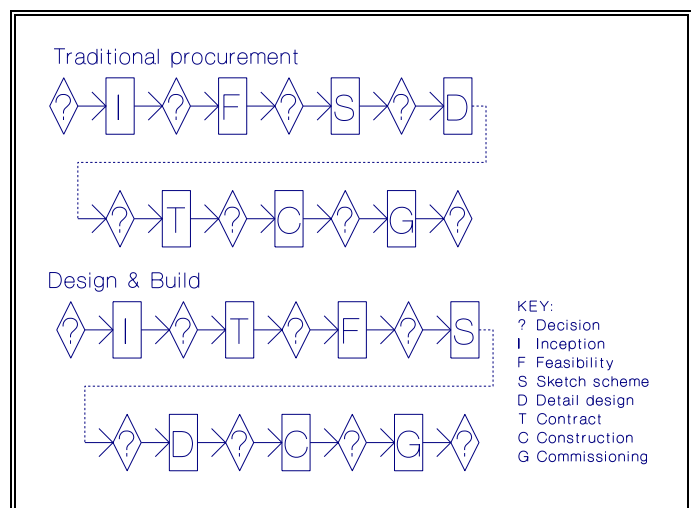 Traditional procurement
? I ? F ? S ? D
? T ? C ? G ?
Design & Build
? I ? T ? F ? S
? D ? C ? G ?
KEY:
? Decision
I Inception
F Feasibility
S Sketch scheme
D Detail design
T Contract
C Construction
G Commissioning